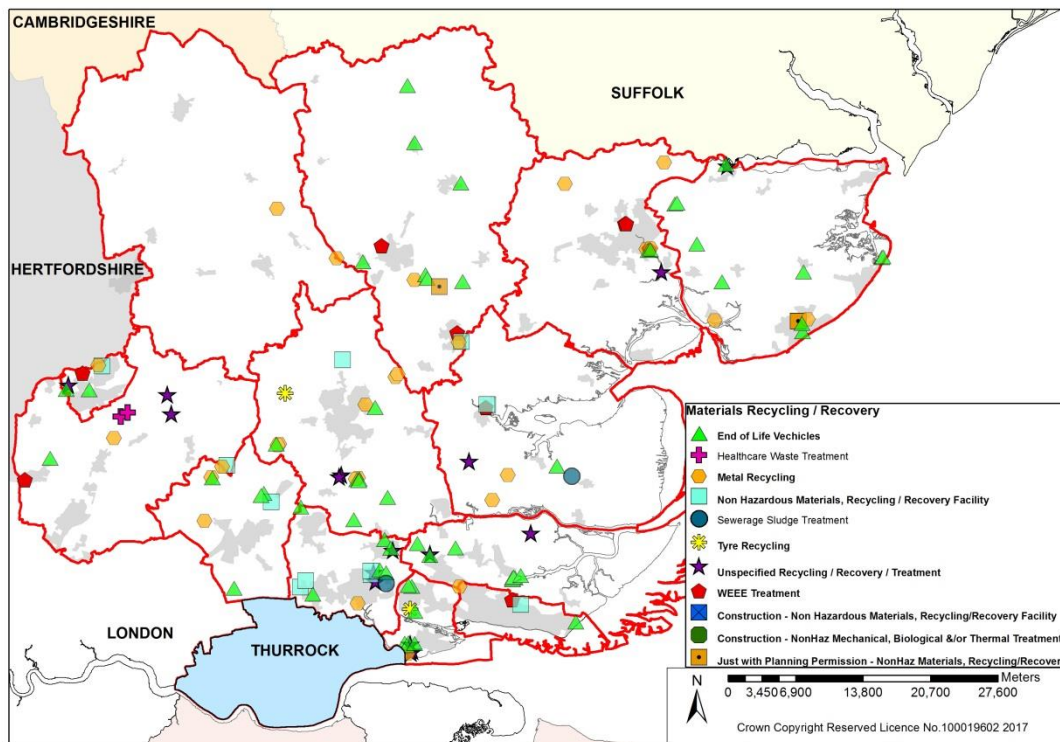 CAMBRIDGESHIRE
SUFFOLK
HERTFORDSHIRE
LONDON
THURROCK
Materials Recycling / Recovery
End of Life Vechicles
Healthcare Waste Treatment
Metal Recycling
Non Hazardous Materials, Recycling / Recovery Facility
Sewerage Sludge Treatment
Tyre Recycling
Unspecified Recycling / Recovery / Treatment
WEEE Treatment
Construction - Non Hazardous Materials, Recycling/Recovery Facility
Construction - NonHaz Mechanical, Biological &/or Thermal Treatment
Just with Planning Permission - NonHaz Materials, Recycling/Recover
N
Meters
0 3,450 6,900 13,800 20,700 27,600
Crown Copyright Reserved Licence No.100019602 2017